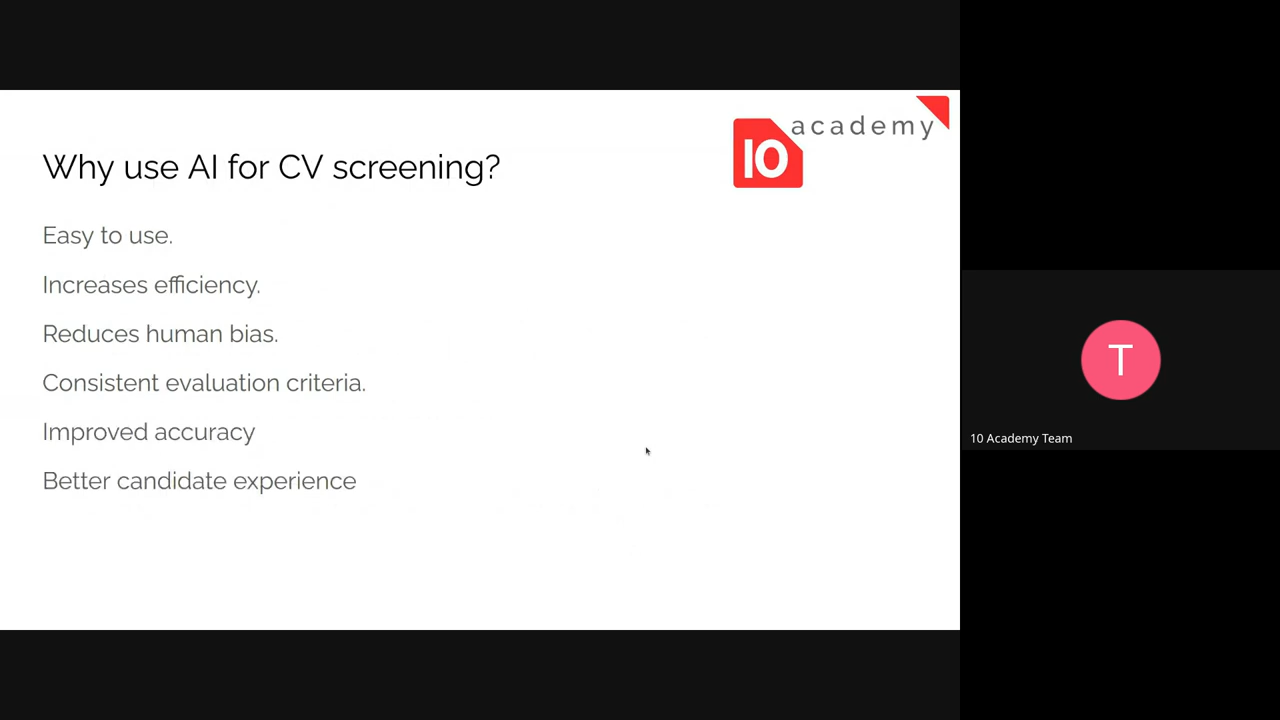 academy
10
Why use AI for CV screening?
Easy to use.
Increases efficiency.
Reduces human bias.
Consistent evaluation criteria.
Improved accuracy
Better candidate experience
T
10 Academy Team